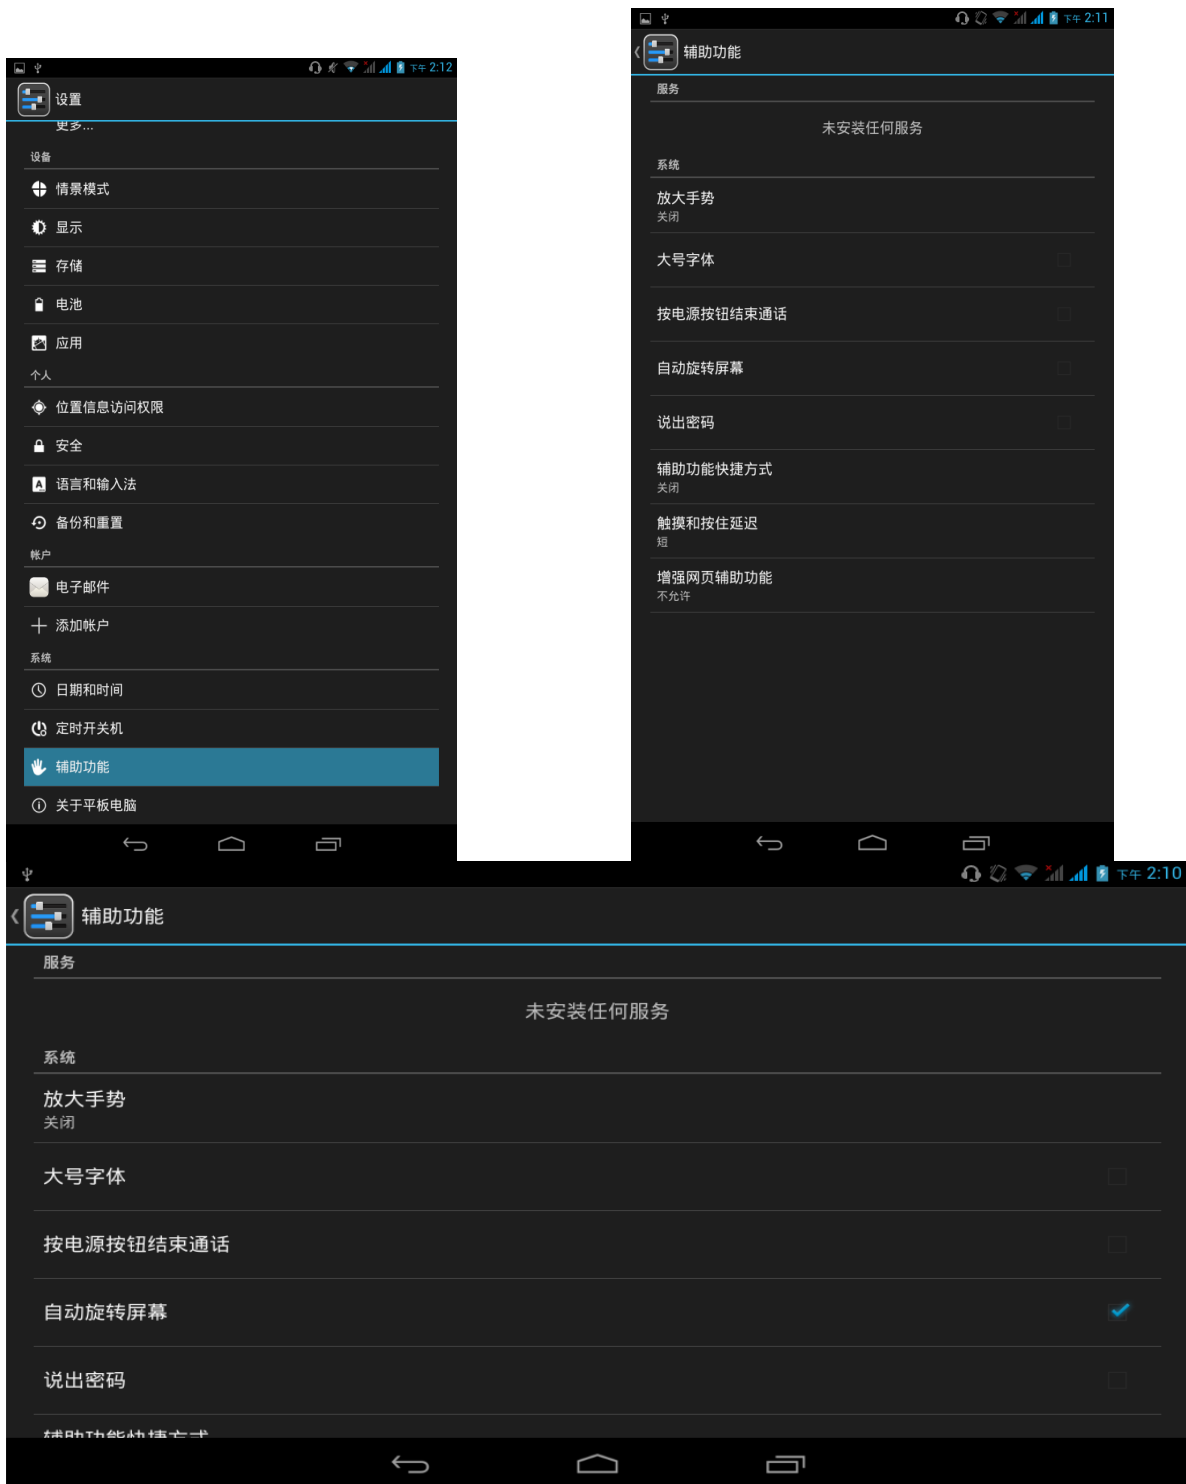 下午 2:12
设置
更多...
设备
情景模式
显示
存储
电池
应用
个人
位置信息访问权限
安全
语言和输入法
备份和重置
帐户
电子邮件
添加帐户
系统
日期和时间
定时开关机
辅助功能
关于平板电脑
下午 2:11
辅助功能
服务
未安装任何服务
系统
放大手势
关闭
大号字体
按电源按钮结束通话
自动旋转屏幕
说出密码
辅助功能快捷方式
关闭
触摸和按住延迟
短
增强网页辅助功能
不允许
下午 2:10
辅助功能
服务
未安装任何服务
系统
放大手势
关闭
大号字体
按电源按钮结束通话
自动旋转屏幕
说出密码
辅助功能快捷方式